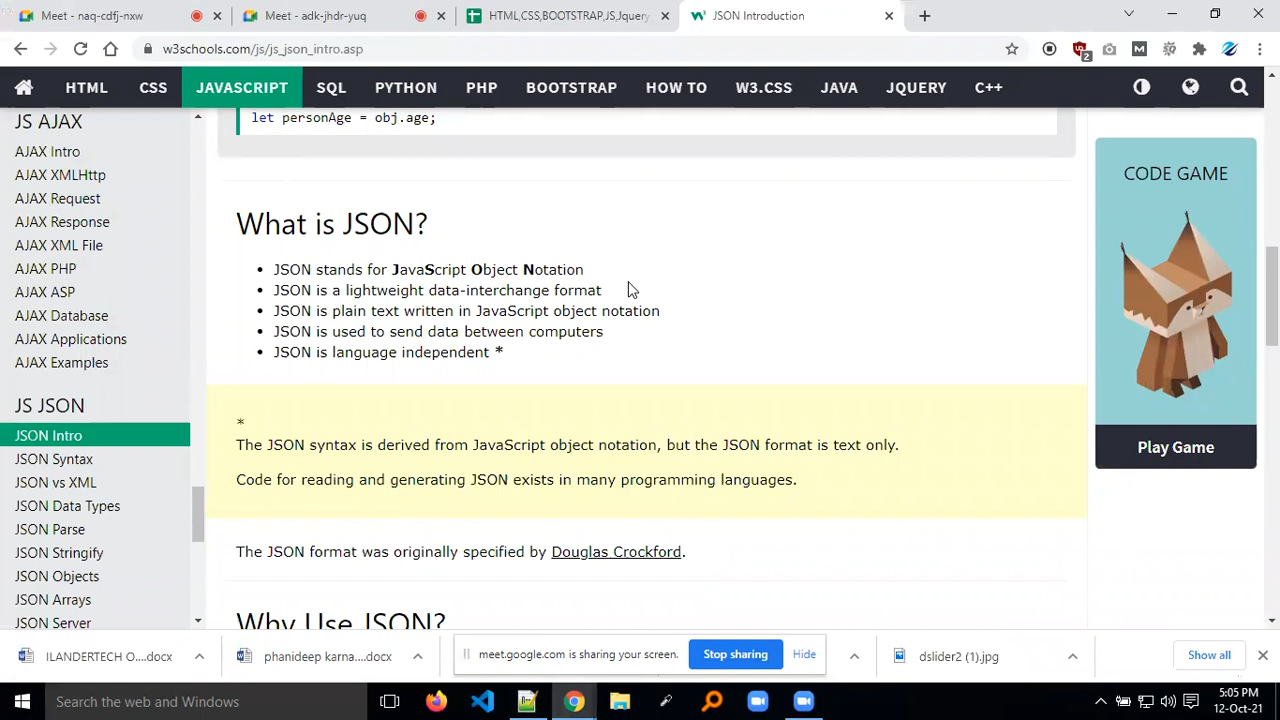 Meet - naq-cdfj-nxw
Meet - adk-jhdr-yuq
HTML,CSS,BOOTSTRAP,JS,Jquery
JSON Introduction
w3schools.com/js/js_json_intro.asp
2
HTML CSS JAVASCRIPT SQL PYTHON PHP BOOTSTRAP HOW TO W3.CSS JAVA JQUERY C++
JS AJAX
AJAX Intro
AJAX XMLHttp
AJAX Request
AJAX Response
AJAX XML File
AJAX PHP
AJAX ASP
AJAX Database
AJAX Applications
AJAX Examples
JS JSON
JSON Intro
JSON Syntax
JSON vs XML
JSON Data Types
JSON Parse
JSON Stringify
JSON Objects
JSON Arrays
JSON Server
let personAge = obj.age;
What is JSON?
• JSON stands for JavaScript Object Notation
• JSON is a lightweight data-interchange format
• JSON is plain text written in JavaScript object notation
• JSON is used to send data between computers
• JSON is language independent *
*
The JSON syntax is derived from JavaScript object notation, but the JSON format is text only.
Code for reading and generating JSON exists in many programming languages.
The JSON format was originally specified by Douglas Crockford.
Why Use JSON?
CODE GAME
Play Game
ILANDERTECH O....docx
phanideep karna....docx
meet.google.com is sharing your screen.
Stop sharing
Hide
dslider2 (1).jpg
Show all
Search the web and Windows
5:05 PM
12-Oct-21